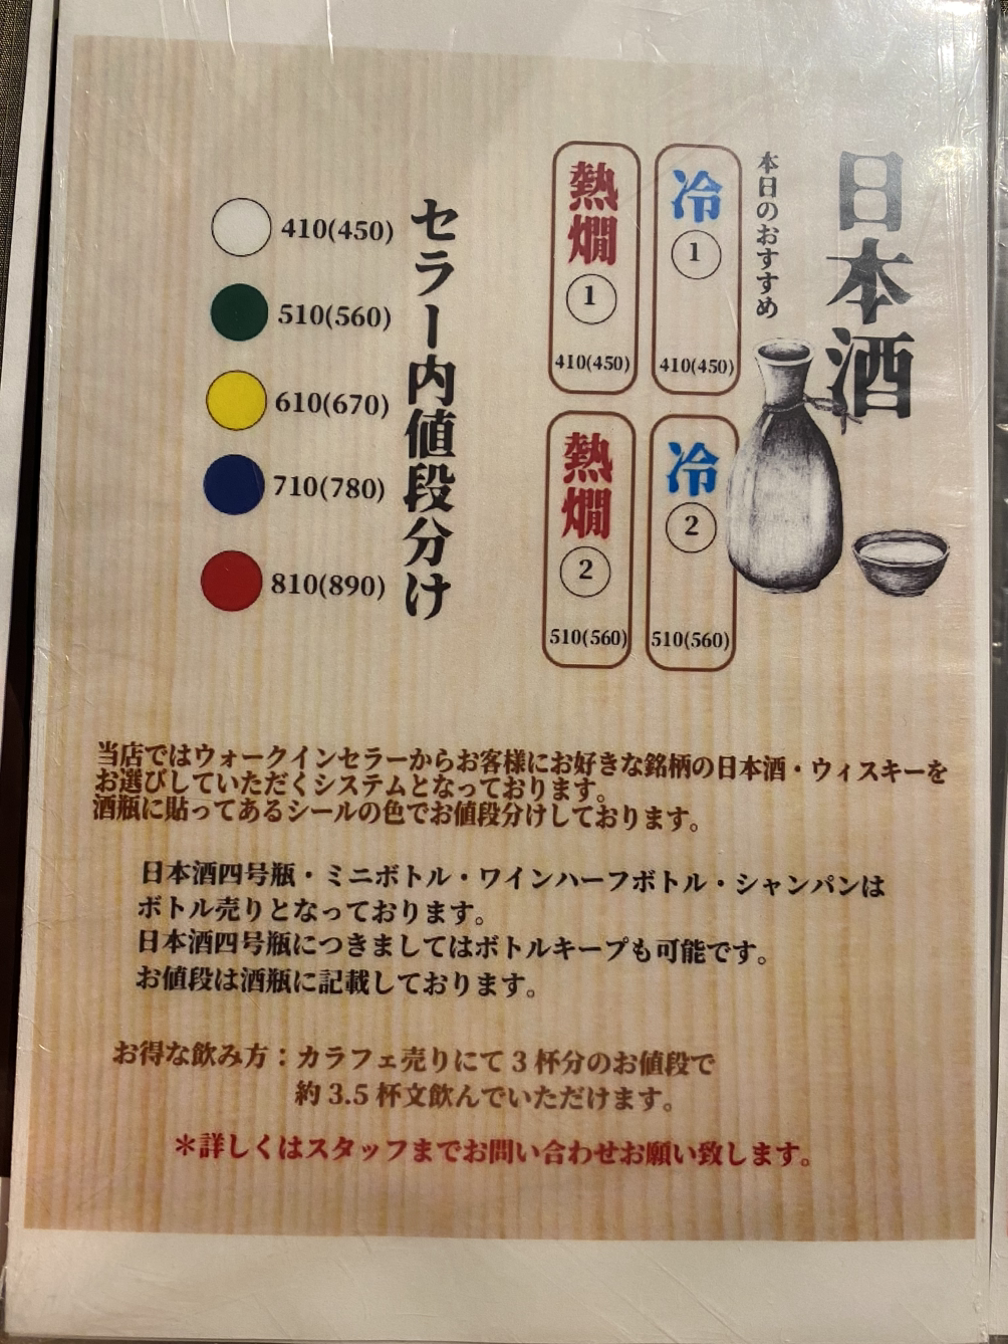 日本酒
本日のおすすめ
冷
1
410(450)
熱燗
1
410(450)
冷
2
510(560)
熱燗
2
510(560)
セラー内値段分け
410(450)
510(560)
610(670)
710(780)
810(890)
当店ではウォークインセラーからお客様にお好きな銘柄の日本酒・ウィスキーを
お選びしていただくシステムとなっております。
酒瓶に貼ってあるシールの色でお値段分けしております。
日本酒四号瓶・ミニボトル・ワインハーフボトル・シャンパンは
ボトル売りとなっております。
日本酒四号瓶につきましてはボトルキープも可能です。
お値段は酒瓶に記載しております。
お得な飲み方：カラフェ売りにて 3 杯分のお値段で
約 3.5 杯文飲んでいただけます。
＊詳しくはスタッフまでお問い合わせお願い致します。